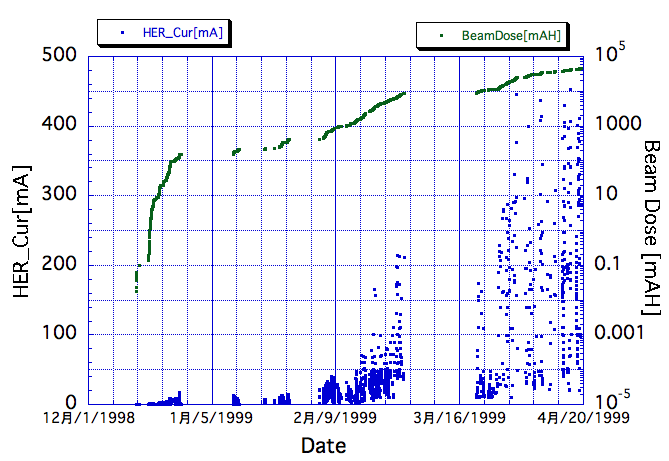 HER_Cur[mA]
BeamDose[mAH]
500
400
300
200
100
0
HER_Cur[mA]
10^5
1000
10
0.1
0.001
10^-5
Beam Dose [mAH]
12月/1/1998
1月/5/1999
2月/9/1999
3月/16/1999
4月/20/1999
Date